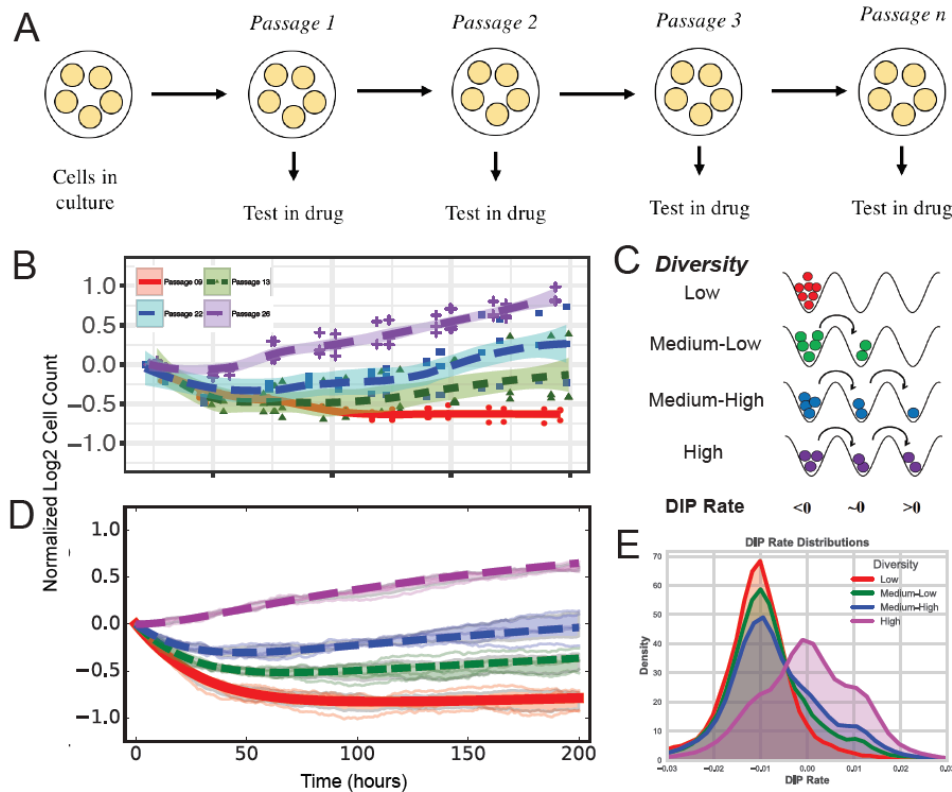 A
Passage 1
Passage 2
Passage 3
Passage n
Cells in
culture
Test in drug
Test in drug
Test in drug
Test in drug
B
Passage 09
Passage 13
Passage 22
Passage 26
1.0
0.5
0.0
−0.5
−1.0
Normalized Log2 Cell Count
C
Diversity
Low
Medium-Low
Medium-High
High
DIP Rate
<0
~0
>0
D
1.0
0.5
0.0
−0.5
−1.0
0
50
100
150
200
Time (hours)
E
DIP Rate Distributions
Diversity
Low
Medium-Low
Medium-High
High
70
60
50
40
30
20
10
0
Density
−0.03
−0.02
−0.01
0.00
0.01
0.02
0.03
DIP Rate